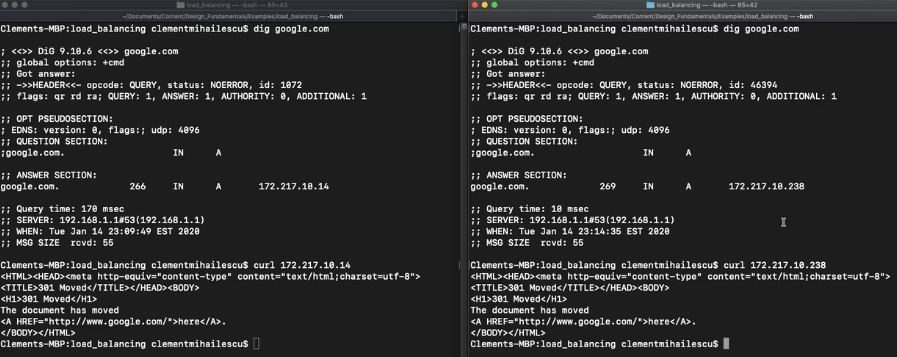 load_balancing — -bash — 85×43
~/Documents/Content/Design_Fundamentals/Examples/load_balancing — -bash
Clements-MBP:load_balancing clementmihailescu$ dig google.com
; <<>> DiG 9.10.6 <<>> google.com
;; global options: +cmd
;; Got answer:
;; ->>HEADER<<- opcode: QUERY, status: NOERROR, id: 1072
;; flags: qr rd ra; QUERY: 1, ANSWER: 1, AUTHORITY: 0, ADDITIONAL: 1
;; OPT PSEUDOSECTION:
; EDNS: version: 0, flags:; udp: 4096
;; QUESTION SECTION:
;google.com. IN A
;; ANSWER SECTION:
google.com. 266 IN A 172.217.10.14
;; Query time: 170 msec
;; SERVER: 192.168.1.1#53(192.168.1.1)
;; WHEN: Tue Jan 14 23:09:49 EST 2020
;; MSG SIZE rcvd: 55
Clements-MBP:load_balancing clementmihailescu$ curl 172.217.10.14
<HTML><HEAD><meta http-equiv="content-type" content="text/html;charset=utf-8">
<TITLE>301 Moved</TITLE></HEAD><BODY>
<H1>301 Moved</H1>
The document has moved
<A HREF="http://www.google.com/">here</A>.
</BODY></HTML>
Clements-MBP:load_balancing clementmihailescu$
load_balancing — -bash — 85×42
~/Documents/Content/Design_Fundamentals/Examples/load_balancing — -bash
Clements-MBP:load_balancing clementmihailescu$ dig google.com
; <<>> DiG 9.10.6 <<>> google.com
;; global options: +cmd
;; Got answer:
;; ->>HEADER<<- opcode: QUERY, status: NOERROR, id: 46394
;; flags: qr rd ra; QUERY: 1, ANSWER: 1, AUTHORITY: 0, ADDITIONAL: 1
;; OPT PSEUDOSECTION:
; EDNS: version: 0, flags:; udp: 4096
;; QUESTION SECTION:
;google.com. IN A
;; ANSWER SECTION:
google.com. 269 IN A 172.217.10.238
;; Query time: 10 msec
;; SERVER: 192.168.1.1#53(192.168.1.1)
;; WHEN: Tue Jan 14 23:14:35 EST 2020
;; MSG SIZE rcvd: 55
Clements-MBP:load_balancing clementmihailescu$ curl 172.217.10.238
<HTML><HEAD><meta http-equiv="content-type" content="text/html;charset=utf-8">
<TITLE>301 Moved</TITLE></HEAD><BODY>
<H1>301 Moved</H1>
The document has moved
<A HREF="http://www.google.com/">here</A>.
</BODY></HTML>
Clements-MBP:load_balancing clementmihailescu$